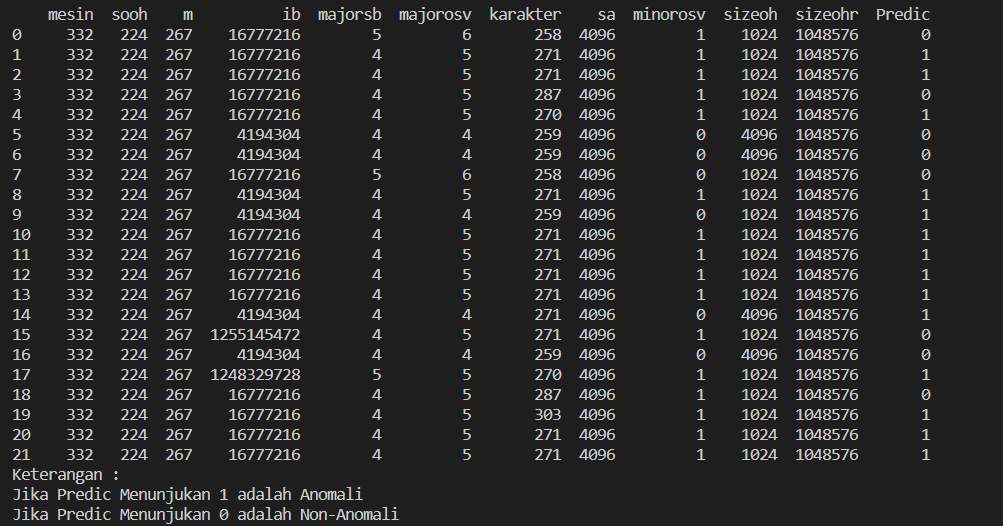 mesin sooh m ib majorsb majorosv karakter sa minorosv sizeoh sizeohr Predic
0 332 224 267 16777216 5 6 258 4096 1 1024 1048576 0
1 332 224 267 16777216 4 5 271 4096 1 1024 1048576 1
2 332 224 267 16777216 4 5 271 4096 1 1024 1048576 1
3 332 224 267 16777216 4 5 287 4096 1 1024 1048576 0
4 332 224 267 16777216 4 5 270 4096 1 1024 1048576 1
5 332 224 267 4194304 4 4 259 4096 0 4096 1048576 0
6 332 224 267 4194304 4 4 259 4096 0 4096 1048576 0
7 332 224 267 16777216 5 6 258 4096 0 1024 1048576 0
8 332 224 267 4194304 4 5 271 4096 1 1024 1048576 1
9 332 224 267 4194304 4 4 259 4096 0 1024 1048576 1
10 332 224 267 16777216 4 5 271 4096 1 1024 1048576 1
11 332 224 267 16777216 4 5 271 4096 1 1024 1048576 1
12 332 224 267 16777216 4 5 271 4096 1 1024 1048576 1
13 332 224 267 16777216 4 5 271 4096 1 1024 1048576 1
14 332 224 267 4194304 4 4 271 4096 0 4096 1048576 1
15 332 224 267 1255145472 4 5 271 4096 1 1024 1048576 0
16 332 224 267 4194304 4 4 259 4096 0 4096 1048576 0
17 332 224 267 1248329728 5 5 270 4096 1 1024 1048576 1
18 332 224 267 16777216 4 5 287 4096 1 1024 1048576 0
19 332 224 267 16777216 4 5 303 4096 1 1024 1048576 1
20 332 224 267 16777216 4 5 271 4096 1 1024 1048576 1
21 332 224 267 16777216 4 5 271 4096 1 1024 1048576 1
Keterangan :
Jika Predic Menunjukan 1 adalah Anomali
Jika Predic Menunjukan 0 adalah Non-Anomali